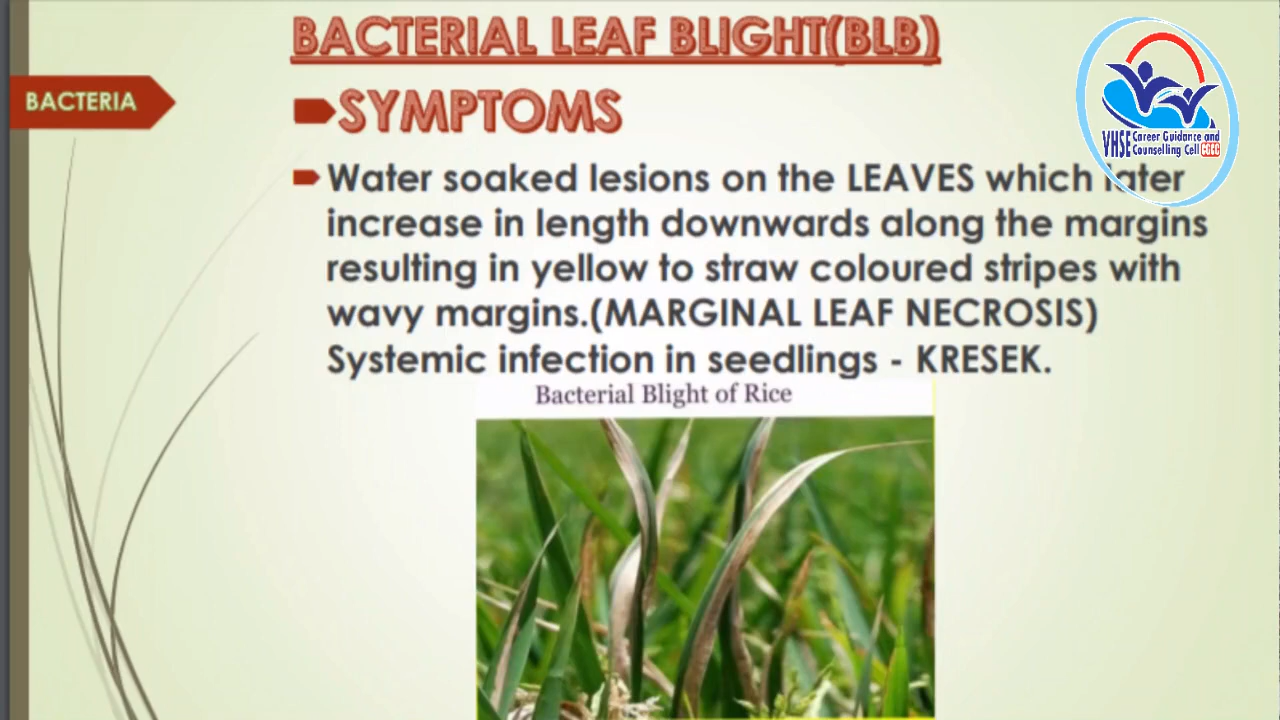 BACTERIAL LEAF BLIGHT(BLB)
BACTERIA
SYMPTOMS
VHSE Career Guidance and
Counselling Cell CGCC
Water soaked lesions on the LEAVES which later
increase in length downwards along the margins
resulting in yellow to straw coloured stripes with
wavy margins.(MARGINAL LEAF NECROSIS)
Systemic infection in seedlings - KRESEK.
Bacterial Blight of Rice